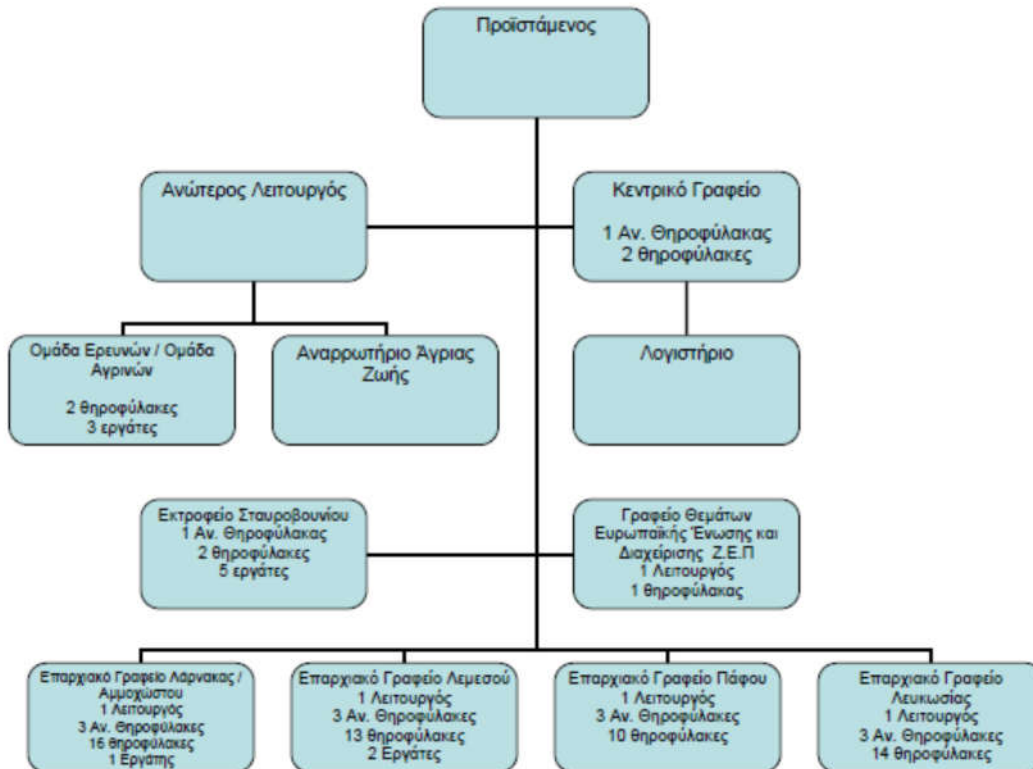 Προϊστάμενος
Ανώτερος Λειτουργός
Κεντρικό Γραφείο
1 Αν. Θηροφύλακας
2 θηροφύλακες
Ομάδα Ερευνών / Ομάδα
Αγρινών
2 θηροφύλακες
3 εργάτες
Αναρρωτήριο Άγριας
Ζωής
Λογιστήριο
Εκτροφείο Σταυροβουνίου
1 Αν. Θηροφύλακας
2 θηροφύλακες
5 εργάτες
Γραφείο Θεμάτων
Ευρωπαϊκής Ένωσης και
Διαχείρισης Ζ.Ε.Π
1 Λειτουργός
1 θηροφύλακας
Επαρχιακό Γραφείο Λάρνακας /
Αμμοχώστου
1 Λειτουργός
3 Αν. Θηροφύλακες
16 θηροφύλακες
1 Εργάτης
Επαρχιακό Γραφείο Λεμεσού
1 Λειτουργός
3 Αν. Θηροφύλακες
13 θηροφύλακες
2 Εργάτες
Επαρχιακό Γραφείο Πάφου
1 Λειτουργός
3 Αν. Θηροφύλακες
10 θηροφύλακες
Επαρχιακό Γραφείο
Λευκωσίας
1 Λειτουργός
3 Αν. Θηροφύλακες
14 θηροφύλακες